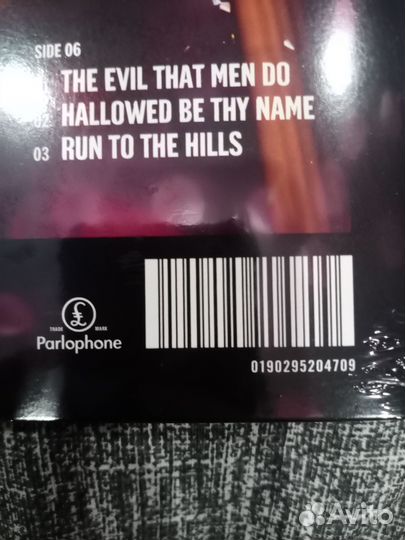 SIDE 06
THE EVIL THAT MEN DO
02 HALLOWED BE THY NAME
03 RUN TO THE HILLS
£
TRADE MARK
Parlophone
0190295204709
Avito